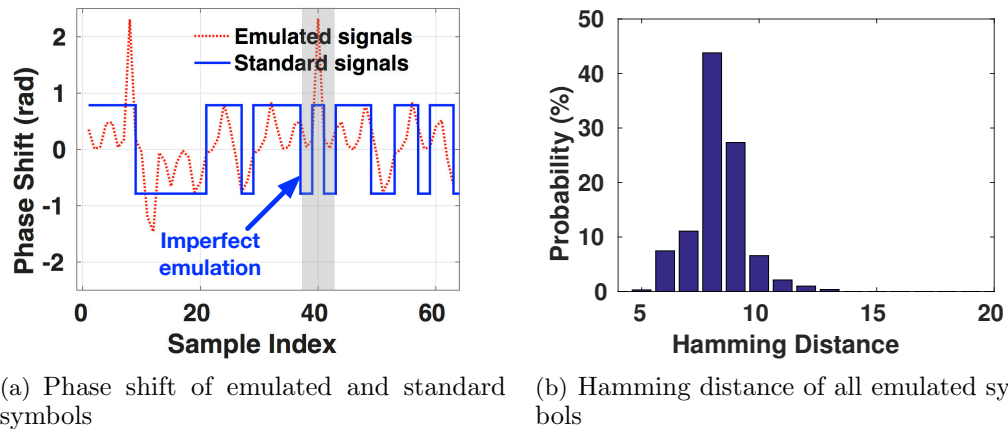 2
1
0
-1
-2
Phase Shift (rad)
Emulated signals
Standard signals
Imperfect
emulation
0
20
40
60
Sample Index
50
40
30
20
10
0
Probability (%)
5
10
15
20
Hamming Distance
(a) Phase shift of emulated and standard
symbols
(b) Hamming distance of all emulated sy
bols